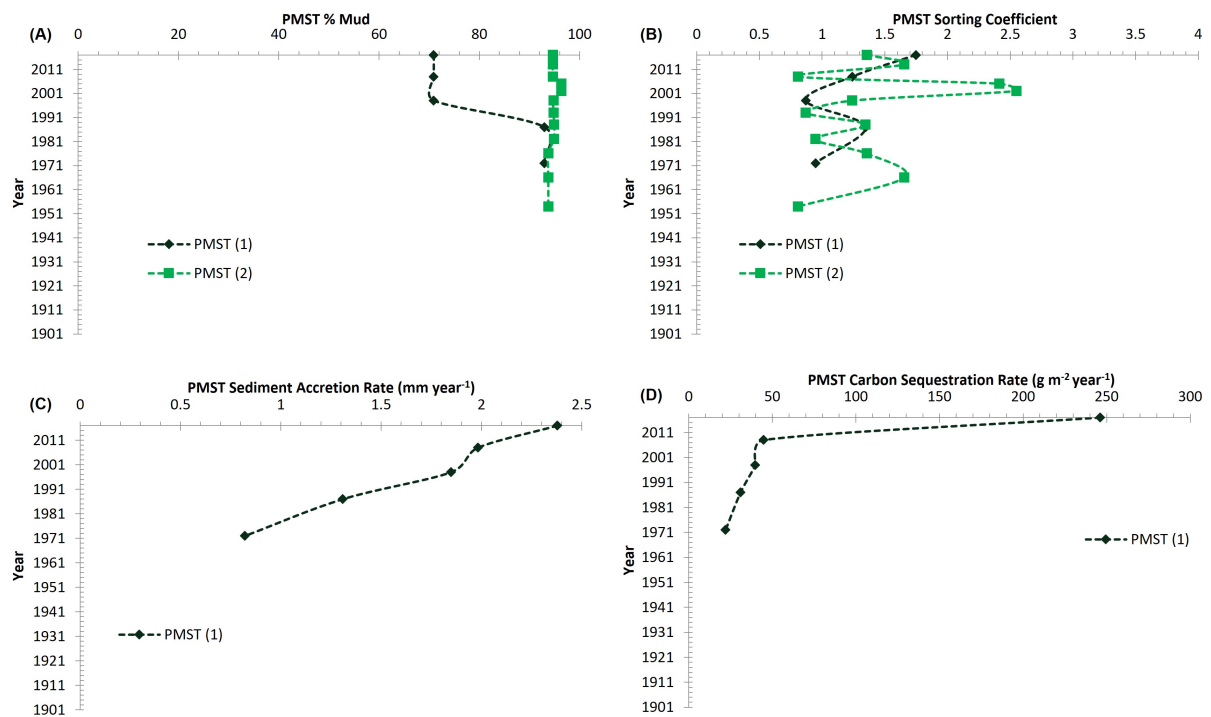 (A)
PMST % Mud
0 20 40 60 80 100
2011
2001
1991
1981
1971
1961
1951
1941
1931
1921
1911
1901
Year
PMST (1)
PMST (2)
(B)
PMST Sorting Coefficient
0 0.5 1 1.5 2 2.5 3 3.5 4
2011
2001
1991
1981
1971
1961
1951
1941
1931
1921
1911
1901
Year
PMST (1)
PMST (2)
(C)
PMST Sediment Accretion Rate (mm year⁻¹)
0 0.5 1 1.5 2 2.5
2011
2001
1991
1981
1971
1961
1951
1941
1931
1921
1911
1901
Year
PMST (1)
(D)
PMST Carbon Sequestration Rate (g m⁻² year⁻¹)
0 50 100 150 200 250 300
2011
2001
1991
1981
1971
1961
1951
1941
1931
1921
1911
1901
Year
PMST (1)